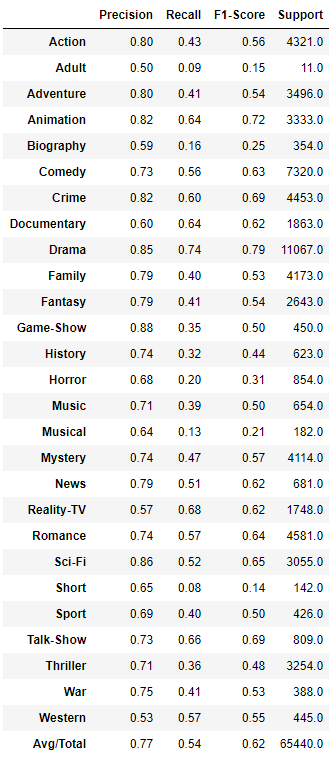 Precision Recall F1-Score Support
Action 0.80 0.43 0.56 4321.0
Adult 0.50 0.09 0.15 11.0
Adventure 0.80 0.41 0.54 3496.0
Animation 0.82 0.64 0.72 3333.0
Biography 0.59 0.16 0.25 354.0
Comedy 0.73 0.56 0.63 7320.0
Crime 0.82 0.60 0.69 4453.0
Documentary 0.60 0.64 0.62 1863.0
Drama 0.85 0.74 0.79 11067.0
Family 0.79 0.40 0.53 4173.0
Fantasy 0.79 0.41 0.54 2643.0
Game-Show 0.88 0.35 0.50 450.0
History 0.74 0.32 0.44 623.0
Horror 0.68 0.20 0.31 854.0
Music 0.71 0.39 0.50 654.0
Musical 0.64 0.13 0.21 182.0
Mystery 0.74 0.47 0.57 4114.0
News 0.79 0.51 0.62 681.0
Reality-TV 0.57 0.68 0.62 1748.0
Romance 0.74 0.57 0.64 4581.0
Sci-Fi 0.86 0.52 0.65 3055.0
Short 0.65 0.08 0.14 142.0
Sport 0.69 0.40 0.50 426.0
Talk-Show 0.73 0.66 0.69 809.0
Thriller 0.71 0.36 0.48 3254.0
War 0.75 0.41 0.53 388.0
Western 0.53 0.57 0.55 445.0
Avg/Total 0.77 0.54 0.62 65440.0